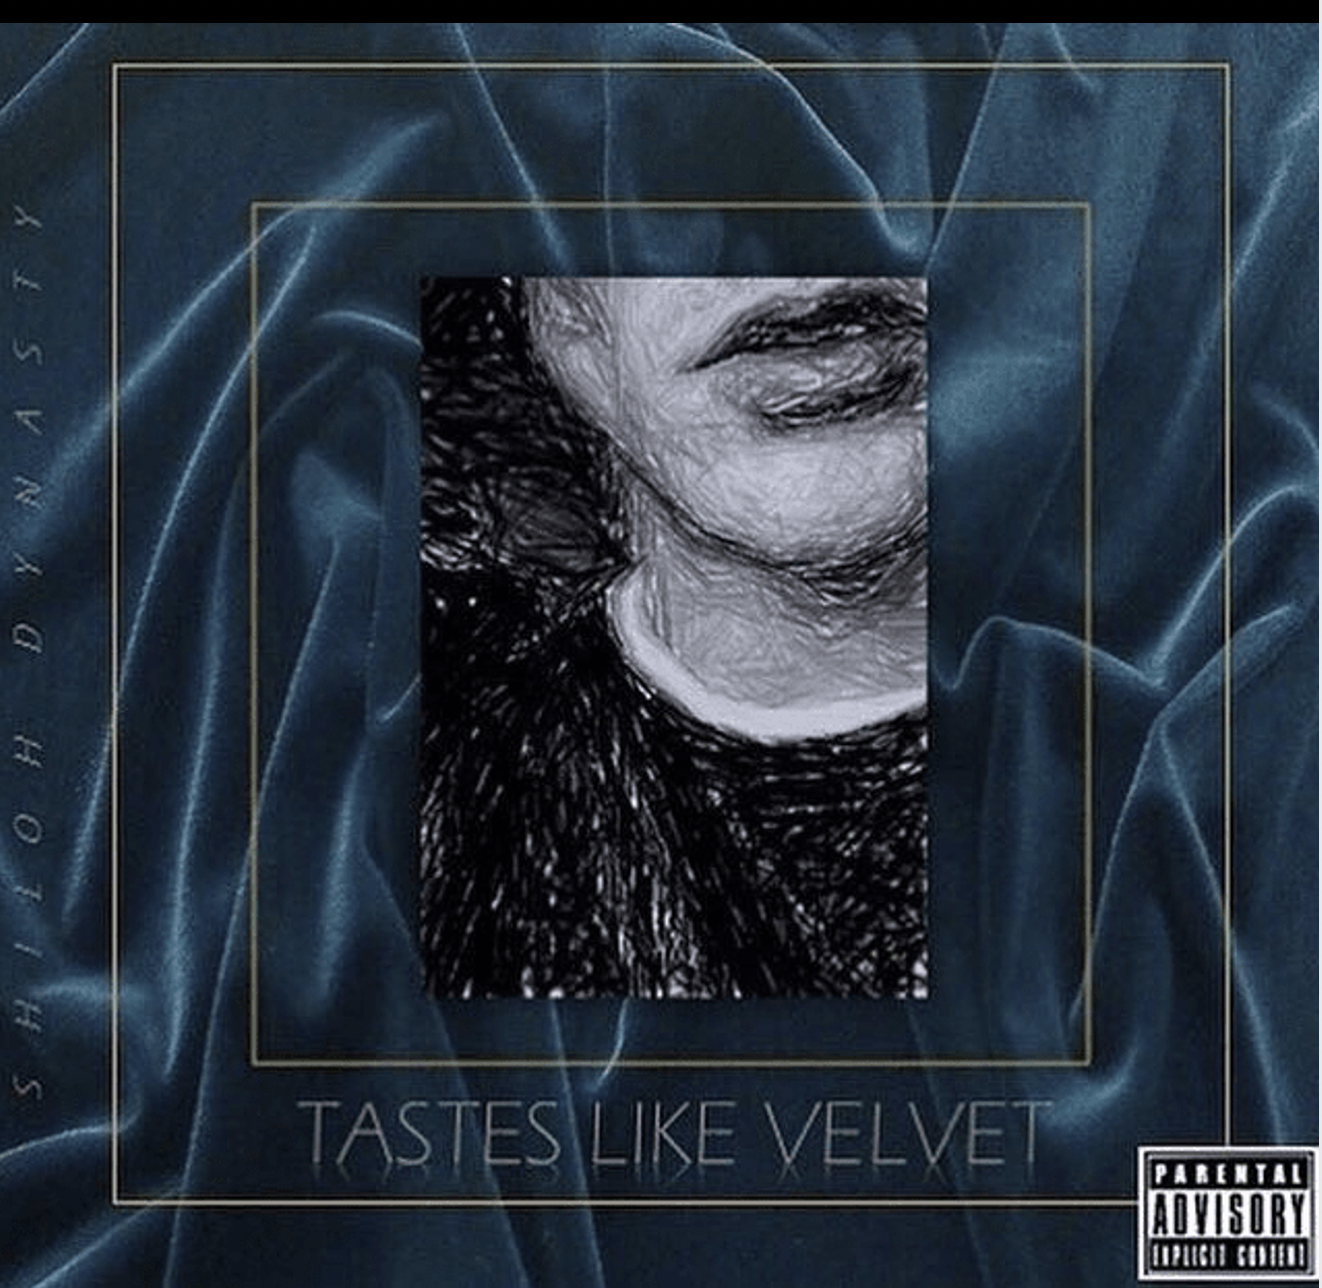 SHILOH DYNASTY
TASTES LIKE VELVET
PARENTAL
ADVISORY
EXPLICIT CONTENT